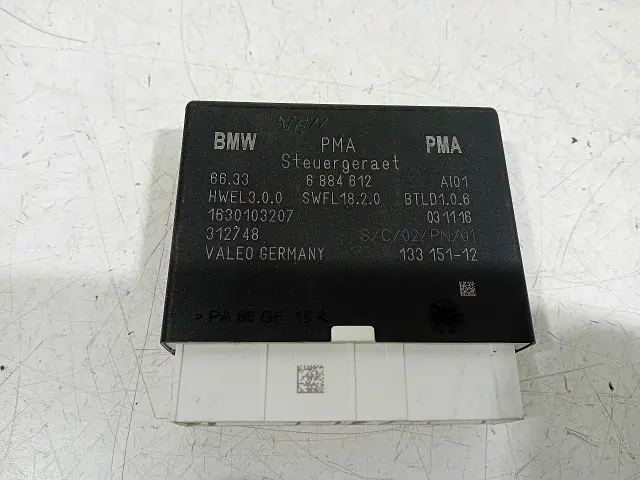 BMW PMA PMA
Steuergeraet
66.33 6 884 612 AI01
HWEL3.0.0 SWFL18.2.0 BTLD1.0.6
1630103207 031116
312748 S/C/02/PN/01
VALEO GERMANY 133 151-12
>PA 66 GF 15<